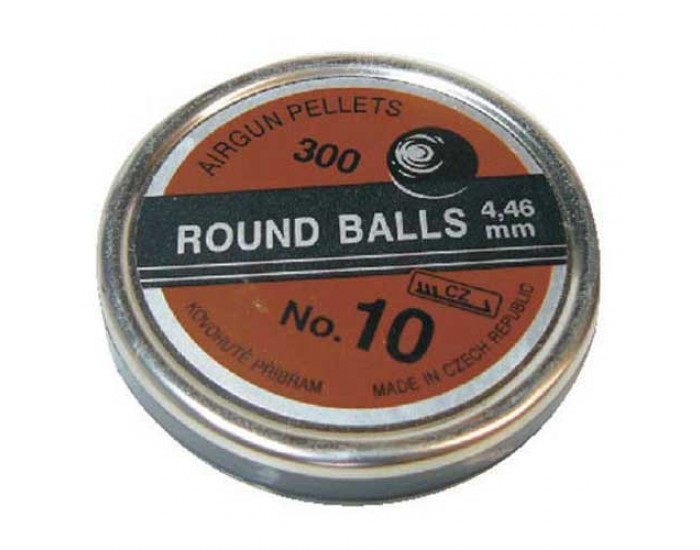 AIRGUN PELLETS
300
ROUND BALLS 4,46 mm
CZ
No. 10
KOVOHUTĚ PŘÍBRAM
MADE IN CZECH REPUBLIC